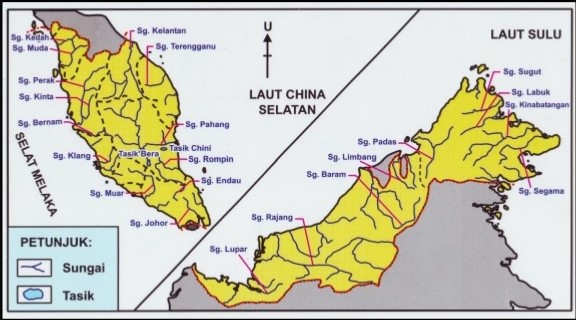 Sg. Kedah
Sg. Muda
Sg. Perak
Sg. Kinta
Sg. Bernam
Sg. Klang
Sg. Muar
Sg. Johor
Sg. Kelantan
Sg. Terengganu
Sg. Pahang
Tasik Chini
Tasik Bera
Sg. Rompin
Sg. Endau
SELAT MELAKA
U
LAUT CHINA
SELATAN
LAUT SULU
Sg. Sugut
Sg. Labuk
Sg. Kinabatangan
Sg. Padas
Sg. Limbang
Sg. Baram
Sg. Segama
Sg. Rajang
Sg. Lupar
PETUNJUK:
Sungai
Tasik